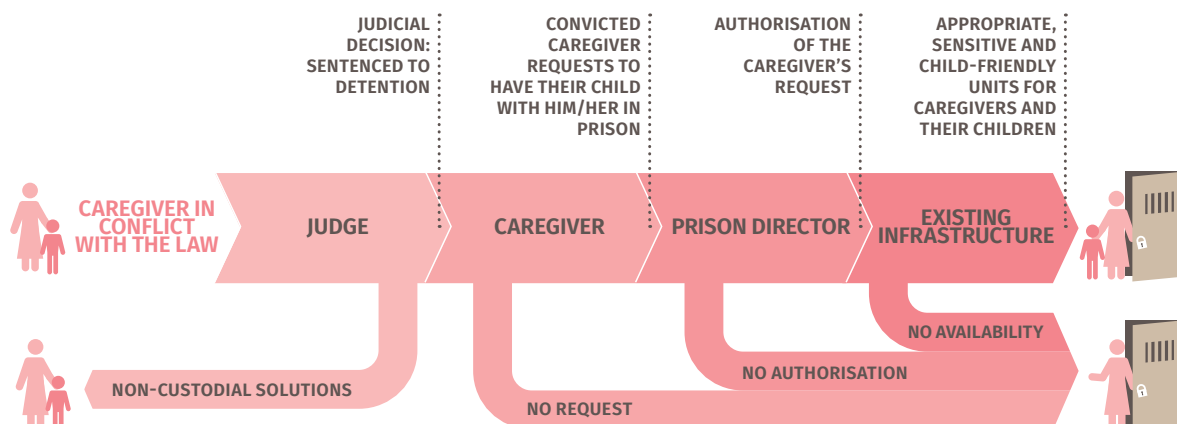 JUDICIAL
DECISION:
SENTENCED TO
DETENTION
CONVICTED
CAREGIVER
REQUESTS TO
HAVE THEIR CHILD
WITH HIM/HER IN
PRISON
AUTHORISATION
OF THE
CAREGIVER’S
REQUEST
APPROPRIATE,
SENSITIVE AND
CHILD-FRIENDLY
UNITS FOR
CAREGIVERS AND
THEIR CHILDREN
CAREGIVER IN
CONFLICT
WITH THE LAW
JUDGE
CAREGIVER
PRISON DIRECTOR
EXISTING
INFRASTRUCTURE
NO AVAILABILITY
NO AUTHORISATION
NON-CUSTODIAL SOLUTIONS
NO REQUEST